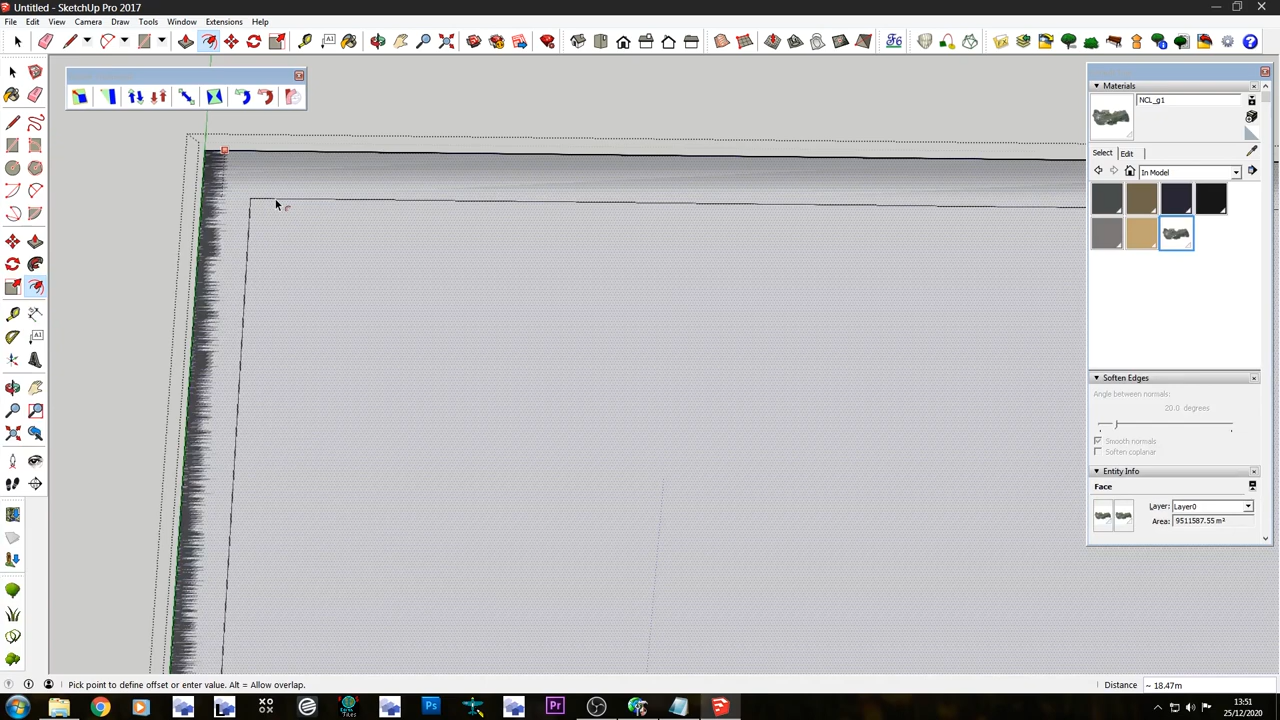 Untitled - SketchUp Pro 2017
File Edit View Camera Draw Tools Window Extensions Help
Materials
NCL_g1
Select Edit
In Model
Soften Edges
Angle between normals:
20.0 degrees
Smooth normals
Soften coplanar
Entity Info
Face
Layer: Layer0
Area: 9511587.55 m²
Pick point to define offset or enter value. Alt = Allow overlap.
Distance ~ 18.47m
13:51
25/12/2020